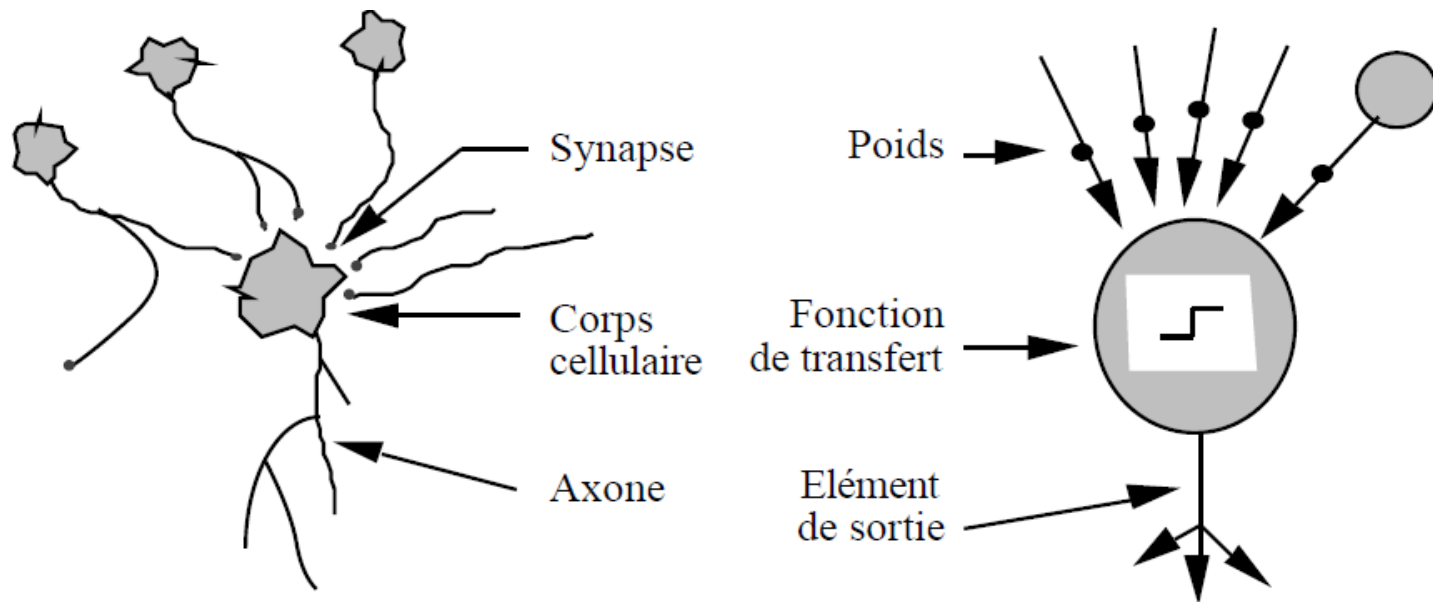 Synapse
Corps
cellulaire
Axone
Poids
Fonction
de transfert
Elément
de sortie